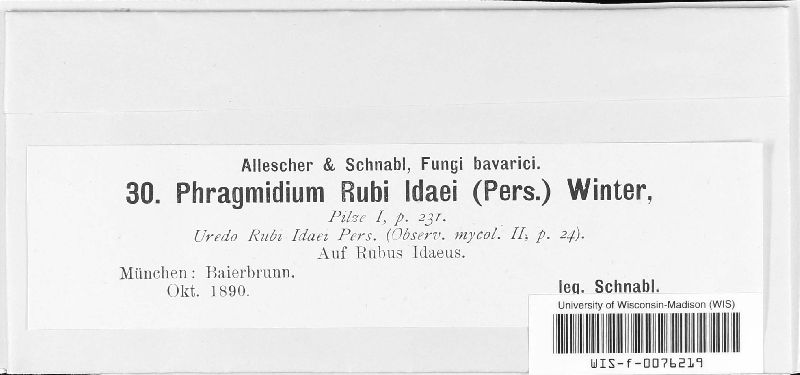 Allescher & Schnabl, Fungi bavarici.
30. Phragmidium Rubi Idaei (Pers.) Winter,
Pilze I, p. 231.
Uredo Rubi Idaei Pers. (Observ. mycol. II, p. 24).
Auf Rubus Idaeus.
München: Baierbrunn.
Okt. 1890.
leg. Schnabl.
University of Wisconsin-Madison (WIS)
WIS-f-0076219